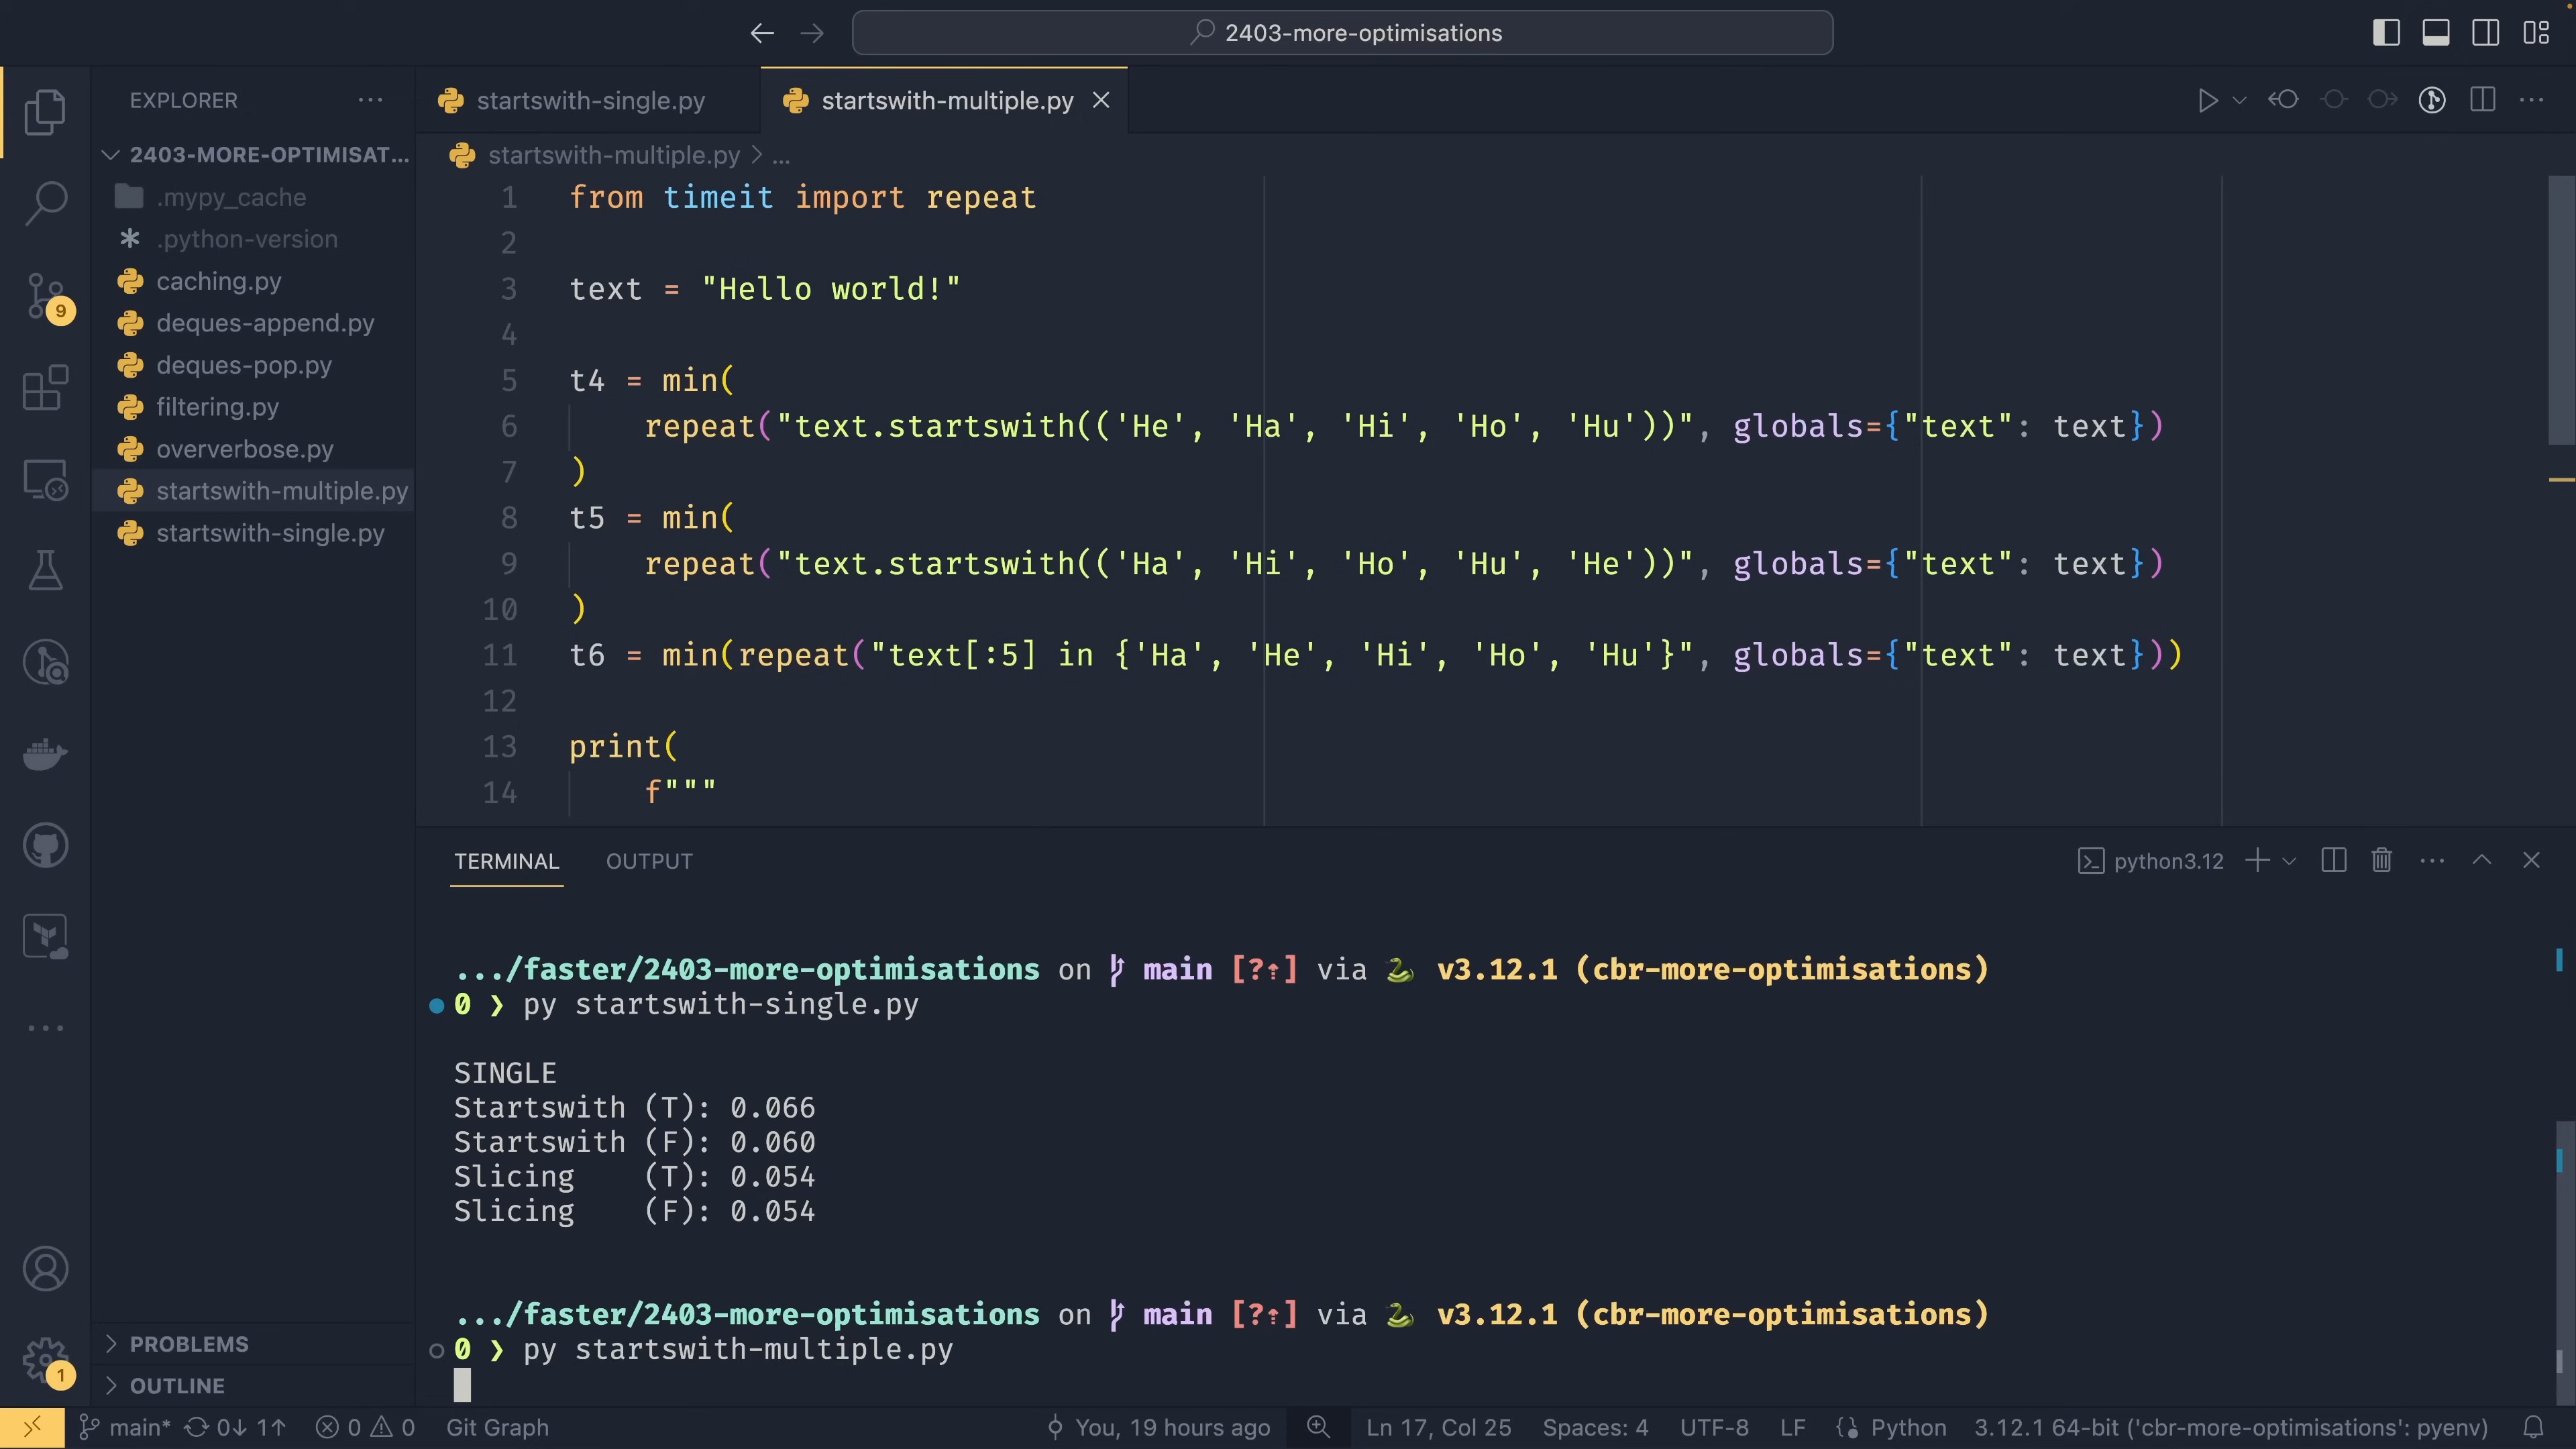 2403-more-optimisations
EXPLORER
2403-MORE-OPTIMISAT...
.mypy_cache
.python-version
caching.py
deques-append.py
deques-pop.py
filtering.py
ververbose.py
startswith-multiple.py
startswith-single.py
PROBLEMS
OUTLINE
9
1
startswith-single.py startswith-multiple.py
startswith-multiple.py > ...
1 from timeit import repeat
2
3 text = "Hello world!"
4
5 t4 = min(
6 repeat("text.startswith(('He', 'Ha', 'Hi', 'Ho', 'Hu'))", globals={"text": text})
7 )
8 t5 = min(
9 repeat("text.startswith(('Ha', 'Hi', 'Ho', 'Hu', 'He'))", globals={"text": text})
10 )
11 t6 = min(repeat("text[:5] in {'Ha', 'He', 'Hi', 'Ho', 'Hu'}", globals={"text": text}))
12
13 print(
14 f"""
TERMINAL OUTPUT python3.12
.../faster/2403-more-optimisations on main [?⇡] via 🐍 v3.12.1 (cbr-more-optimisations)
0 ❯ py startswith-single.py
SINGLE
Startswith (T): 0.066
Startswith (F): 0.060
Slicing (T): 0.054
Slicing (F): 0.054
.../faster/2403-more-optimisations on main [?⇡] via 🐍 v3.12.1 (cbr-more-optimisations)
0 ❯ py startswith-multiple.py
main* 0↓ 1↑ 0 0 Git Graph You, 19 hours ago Ln 17, Col 25 Spaces: 4 UTF-8 LF Python 3.12.1 64-bit ('cbr-more-optimisations': pyenv)